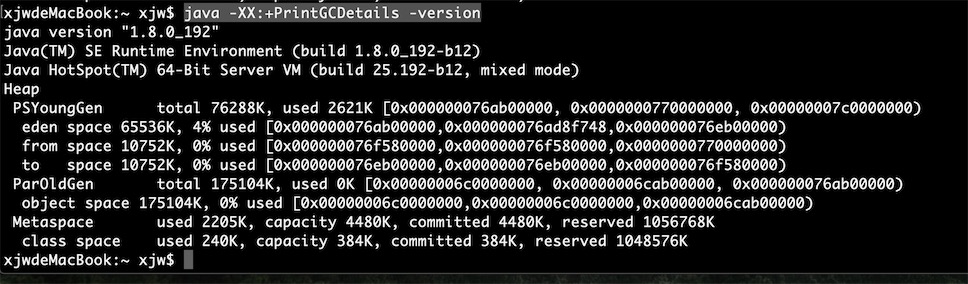 xjwdeMacBook:~ xjw$ java -XX:+PrintGCDetails -version
java version "1.8.0_192"
Java(TM) SE Runtime Environment (build 1.8.0_192-b12)
Java HotSpot(TM) 64-Bit Server VM (build 25.192-b12, mixed mode)
Heap
 PSYoungGen      total 76288K, used 2621K [0x000000076ab00000, 0x0000000770000000, 0x00000007c0000000)
  eden space 65536K, 4% used [0x000000076ab00000,0x000000076ad8f748,0x000000076eb00000)
  from space 10752K, 0% used [0x000000076f580000,0x000000076f580000,0x0000000770000000)
  to   space 10752K, 0% used [0x000000076eb00000,0x000000076eb00000,0x000000076f580000)
 ParOldGen       total 175104K, used 0K [0x00000006c0000000, 0x00000006cab00000, 0x000000076ab00000)
  object space 175104K, 0% used [0x00000006c0000000,0x00000006c0000000,0x00000006cab00000)
 Metaspace       used 2205K, capacity 4480K, committed 4480K, reserved 1056768K
  class space    used 240K, capacity 384K, committed 384K, reserved 1048576K
xjwdeMacBook:~ xjw$